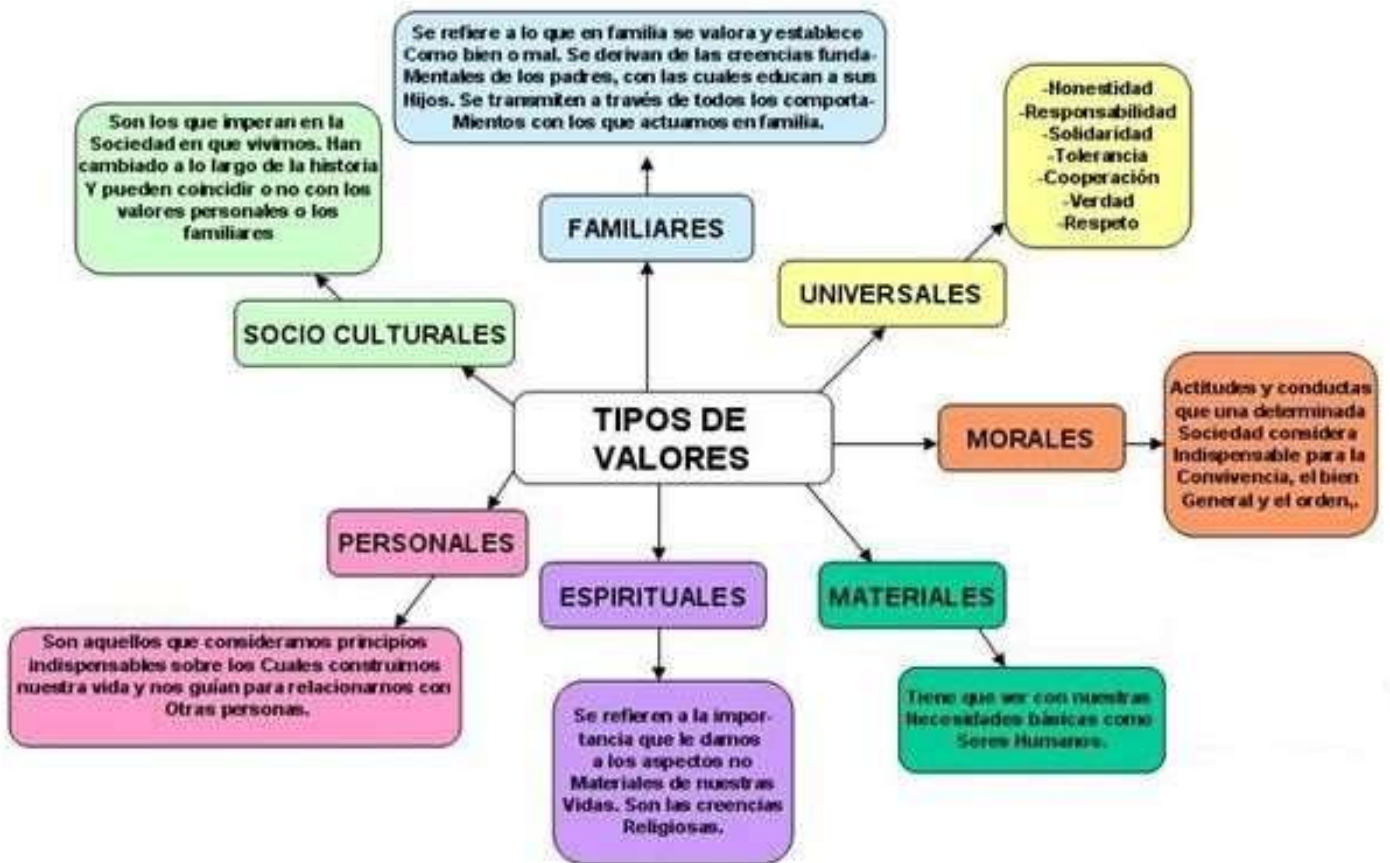 Se refiere a lo que en familia se valora y establece
Como bien o mal. Se derivan de las creencias funda-
Mentales de los padres, con las cuales educan a sus
Hijos. Se transmiten a través de todos los comporta-
Mientos con los que actuamos en familia.
FAMILIARES
Son los que imperan en la
Sociedad en que vivimos. Han
cambiado a lo largo de la historia
Y pueden coincidir o no con los
valores personales o los
familiares
SOCIO CULTURALES
-Honestidad
-Responsabilidad
-Solidaridad
-Tolerancia
-Cooperación
-Verdad
-Respeto
UNIVERSALES
TIPOS DE
VALORES
MORALES
Actitudes y conductas
que una determinada
Sociedad considera
Indispensable para la
Convivencia, el bien
General y el orden,.
PERSONALES
Son aquellos que consideramos principios
indispensables sobre los Cuales construimos
nuestra vida y nos guían para relacionarnos con
Otras personas.
ESPIRITUALES
Se refieren a la impor-
tancia que le damos
a los aspectos no
Materiales de nuestras
Vidas. Son las creencias
Religiosas.
MATERIALES
Tiene que ver con nuestras
Necesidades básicas como
Seres Humanos.